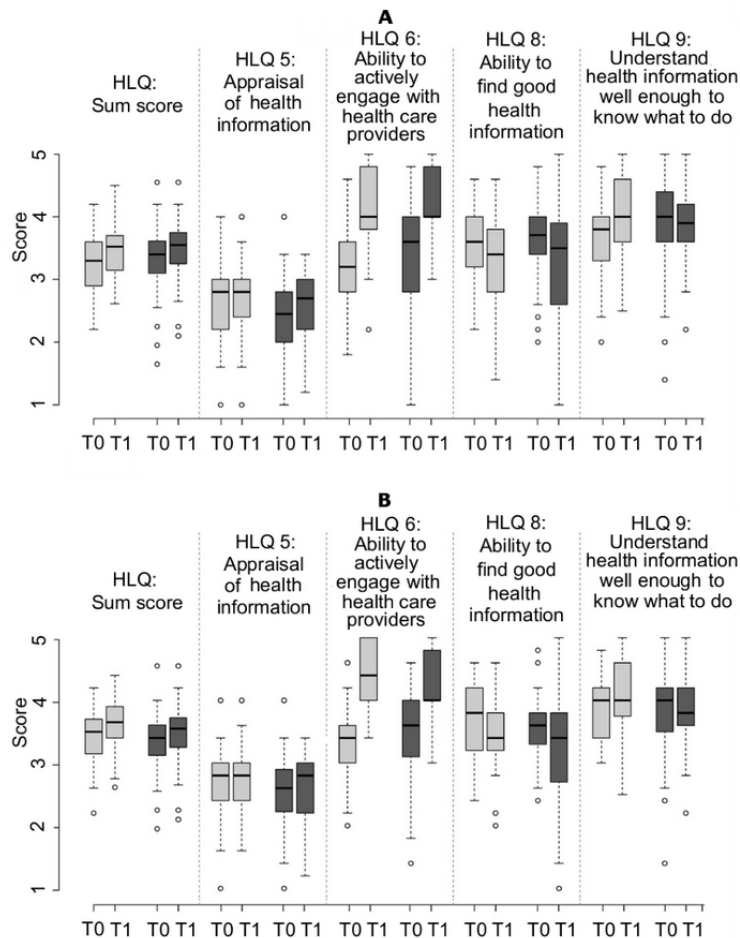 A
HLQ:
Sum score
HLQ 5:
Appraisal
of health
information
HLQ 6:
Ability to
actively
engage with
health care
providers
HLQ 8:
Ability to
find good
health
information
HLQ 9:
Understand
health information
well enough to
know what to do
Score
5
4
3
2
1
T0 T1 T0 T1 T0 T1 T0 T1 T0 T1 T0 T1 T0 T1 T0 T1 T0 T1 T0 T1
B
HLQ:
Sum score
HLQ 5:
Appraisal
of health
information
HLQ 6:
Ability to
actively
engage with
health care
providers
HLQ 8:
Ability to
find good
health
information
HLQ 9:
Understand
health information
well enough to
know what to do
Score
5
4
3
2
1
T0 T1 T0 T1 T0 T1 T0 T1 T0 T1 T0 T1 T0 T1 T0 T1 T0 T1 T0 T1